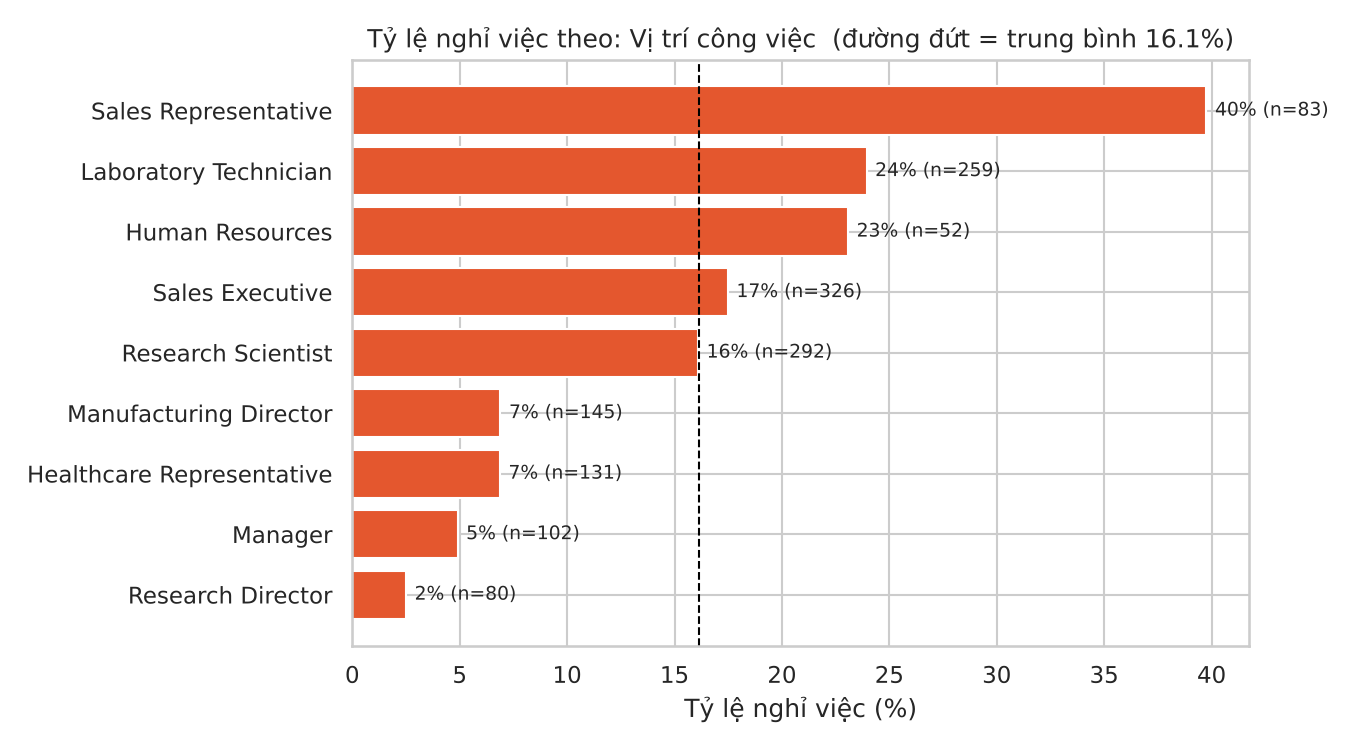 Tỷ lệ nghỉ việc theo: Vị trí công việc  (đường đứt = trung bình 16.1%)
Sales Representative 40% (n=83)
Laboratory Technician 24% (n=259)
Human Resources 23% (n=52)
Sales Executive 17% (n=326)
Research Scientist 16% (n=292)
Manufacturing Director 7% (n=145)
Healthcare Representative 7% (n=131)
Manager 5% (n=102)
Research Director 2% (n=80)
0 5 10 15 20 25 30 35 40
Tỷ lệ nghỉ việc (%)